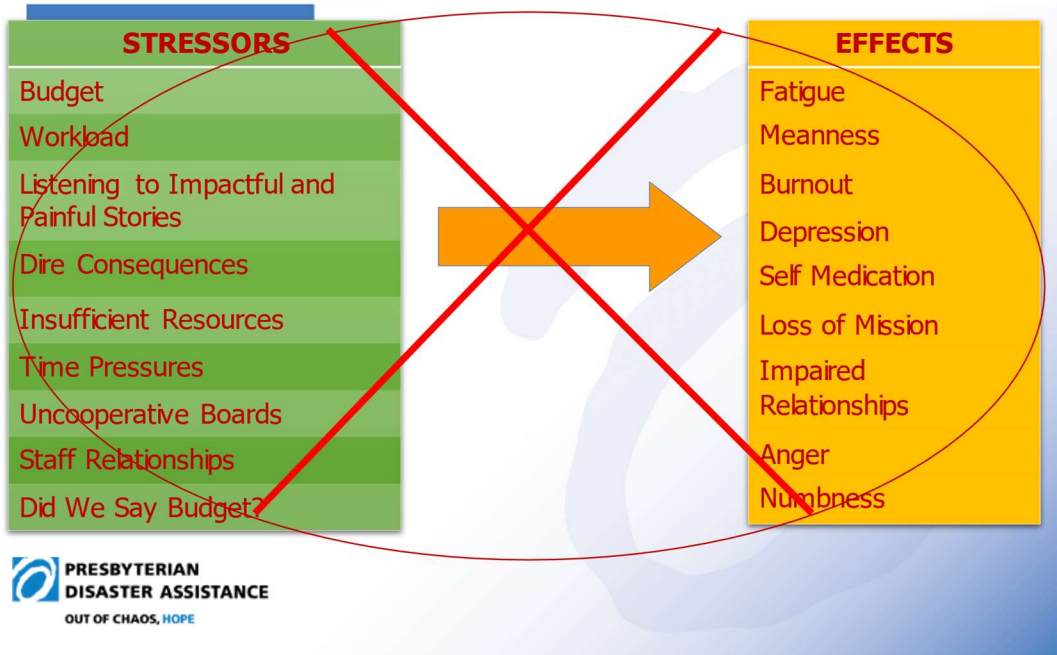 STRESSORS
Budget
Workload
Listening to Impactful and
Painful Stories
Dire Consequences
Insufficient Resources
Time Pressures
Uncooperative Boards
Staff Relationships
Did We Say Budget?
EFFECTS
Fatigue
Meanness
Burnout
Depression
Self Medication
Loss of Mission
Impaired
Relationships
Anger
Numbness
PRESBYTERIAN
DISASTER ASSISTANCE
OUT OF CHAOS, HOPE